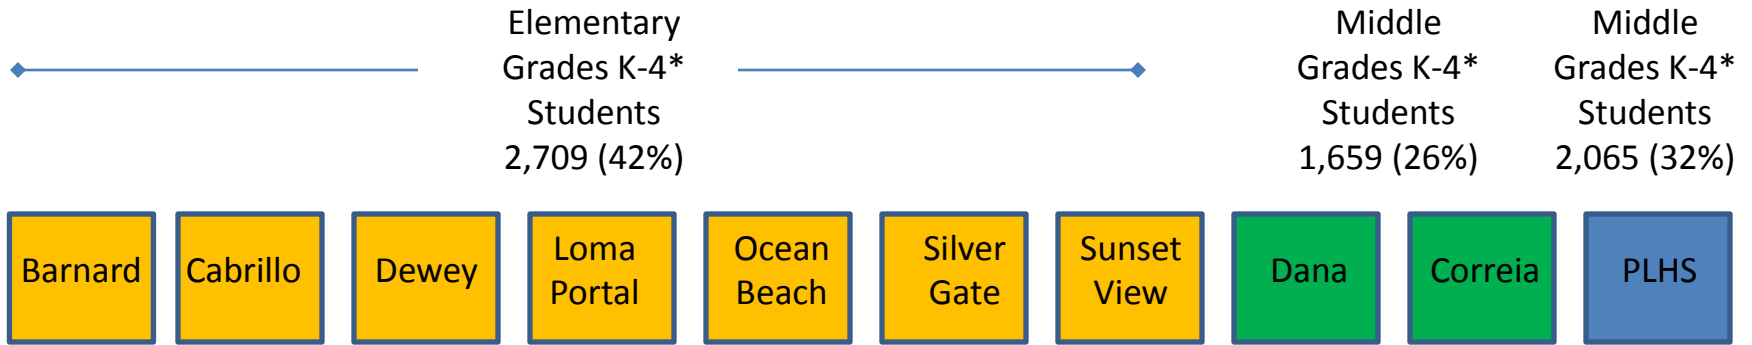 Elementary
Grades K-4*
Students
2,709 (42%)
Middle
Grades K-4*
Students
1,659 (26%)
Middle
Grades K-4*
Students
2,065 (32%)
Barnard
Cabrillo
Dewey
Loma
Portal
Ocean
Beach
Silver
Gate
Sunset
View
Dana
Correia
PLHS